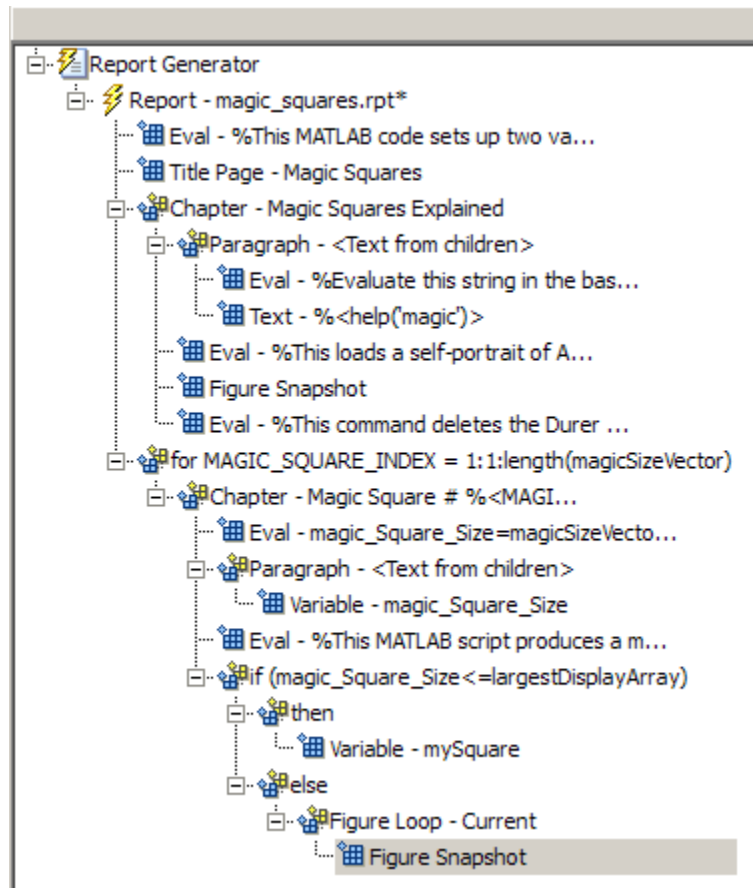 Report Generator
Report - magic_squares.rpt*
Eval - %This MATLAB code sets up two va...
Title Page - Magic Squares
Chapter - Magic Squares Explained
Paragraph - <Text from children>
Eval - %Evaluate this string in the bas...
Text - %<help('magic')>
Eval - %This loads a self-portrait of A...
Figure Snapshot
Eval - %This command deletes the Durer ...
for MAGIC_SQUARE_INDEX = 1:1:length(magicSizeVector)
Chapter - Magic Square # %<MAGI...
Eval - magic_Square_Size=magicSizeVecto...
Paragraph - <Text from children>
Variable - magic_Square_Size
Eval - %This MATLAB script produces a m...
if (magic_Square_Size<=largestDisplayArray)
then
Variable - mySquare
else
Figure Loop - Current
Figure Snapshot